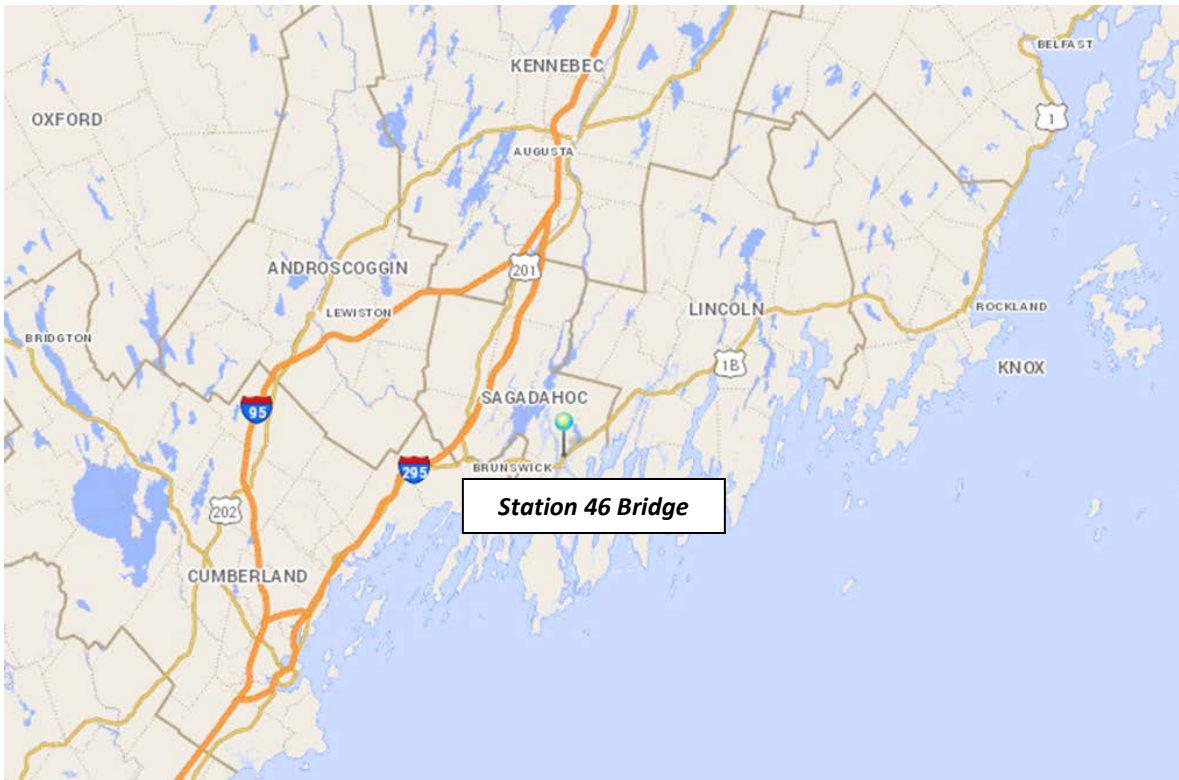 BELFAST
KENNEBEC
1
OXFORD
AUGUSTA
ANDROSCOGGIN
201
LEWISTON
LINCOLN
ROCKLAND
BRIDGTON
1B
KNOX
SAGADAHOC
95
BRUNSWICK
295
Station 46 Bridge
202
CUMBERLAND